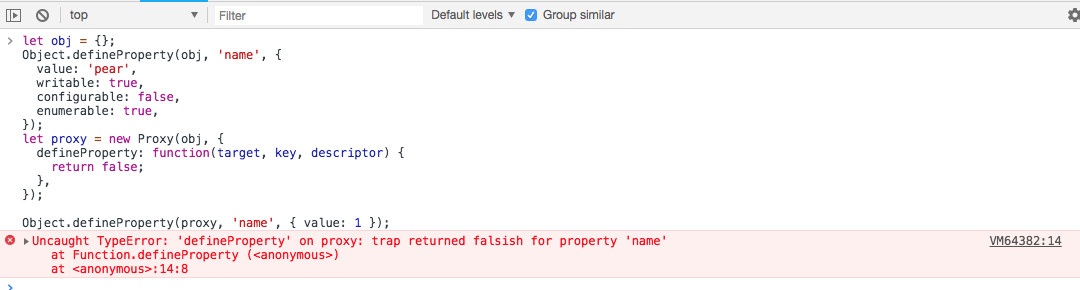 top Filter Default levels Group similar
let obj = {};
Object.defineProperty(obj, 'name', {
  value: 'pear',
  writable: true,
  configurable: false,
  enumerable: true,
});
let proxy = new Proxy(obj, {
  defineProperty: function(target, key, descriptor) {
    return false;
  },
});

Object.defineProperty(proxy, 'name', { value: 1 });
Uncaught TypeError: 'defineProperty' on proxy: trap returned falsish for property 'name' VM64382:14
    at Function.defineProperty (<anonymous>)
    at <anonymous>:14:8